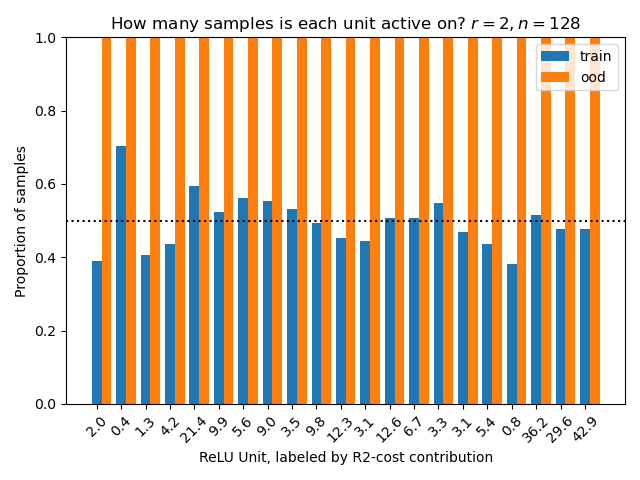 How many samples is each unit active on? r = 2, n = 128
train
ood
Proportion of samples
1.0
0.8
0.6
0.4
0.2
0.0
2.0 0.4 1.3 4.2 21.4 9.9 5.6 9.0 3.5 9.8 12.3 3.1 12.6 6.7 3.3 3.1 5.4 0.8 36.2 29.6 42.9
ReLU Unit, labeled by R2-cost contribution